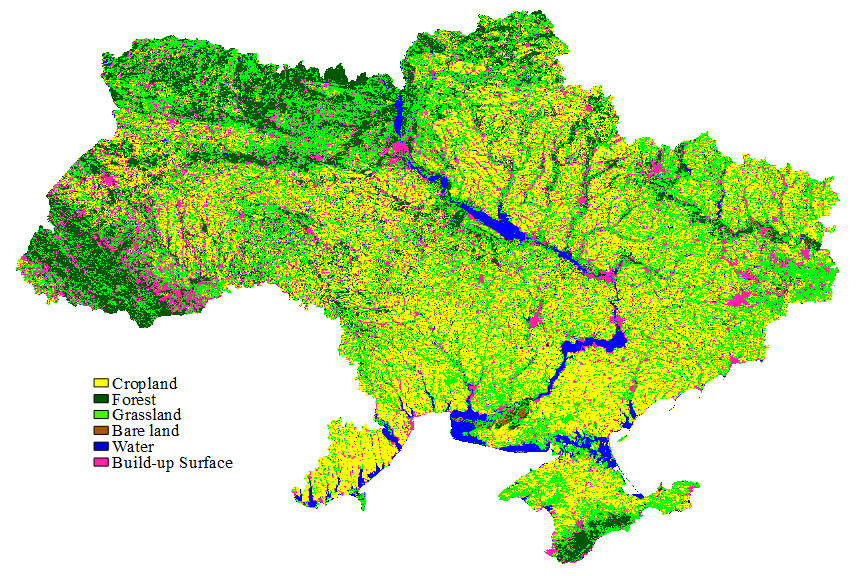 Cropland
Forest
Grassland
Bare land
Water
Build-up Surface